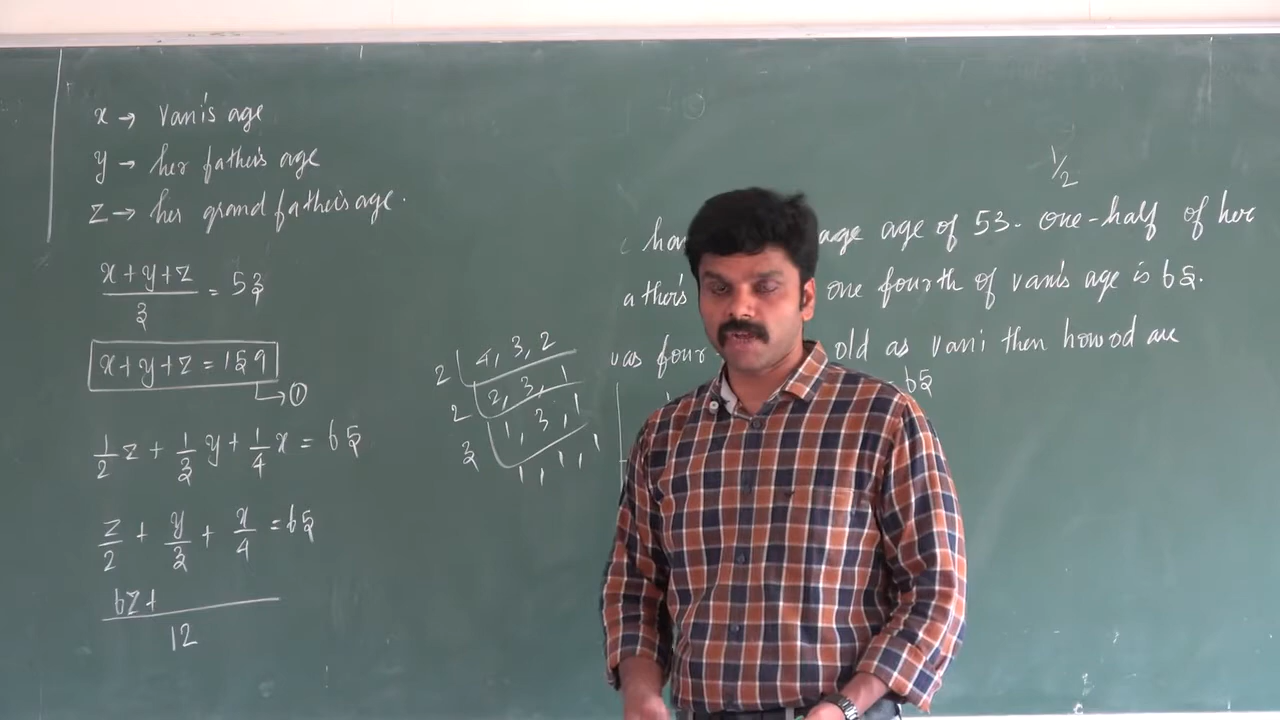 x → vani's age
y → her father's age
z → her grand father's age.
x+y+z / 3 = 53
x+y+z = 159
→ ①
1/2 z + 1/3 y + 1/4 x = 65
z/2 + y/3 + x/4 = 65
6z+
12
2 | 4, 3, 2
2 | 2, 3, 1
3 | 1, 3, 1
1, 1, 1
1/2
age of 53. one-half of her
one fourth of vani's age is 65.
four old as vani then how are
65